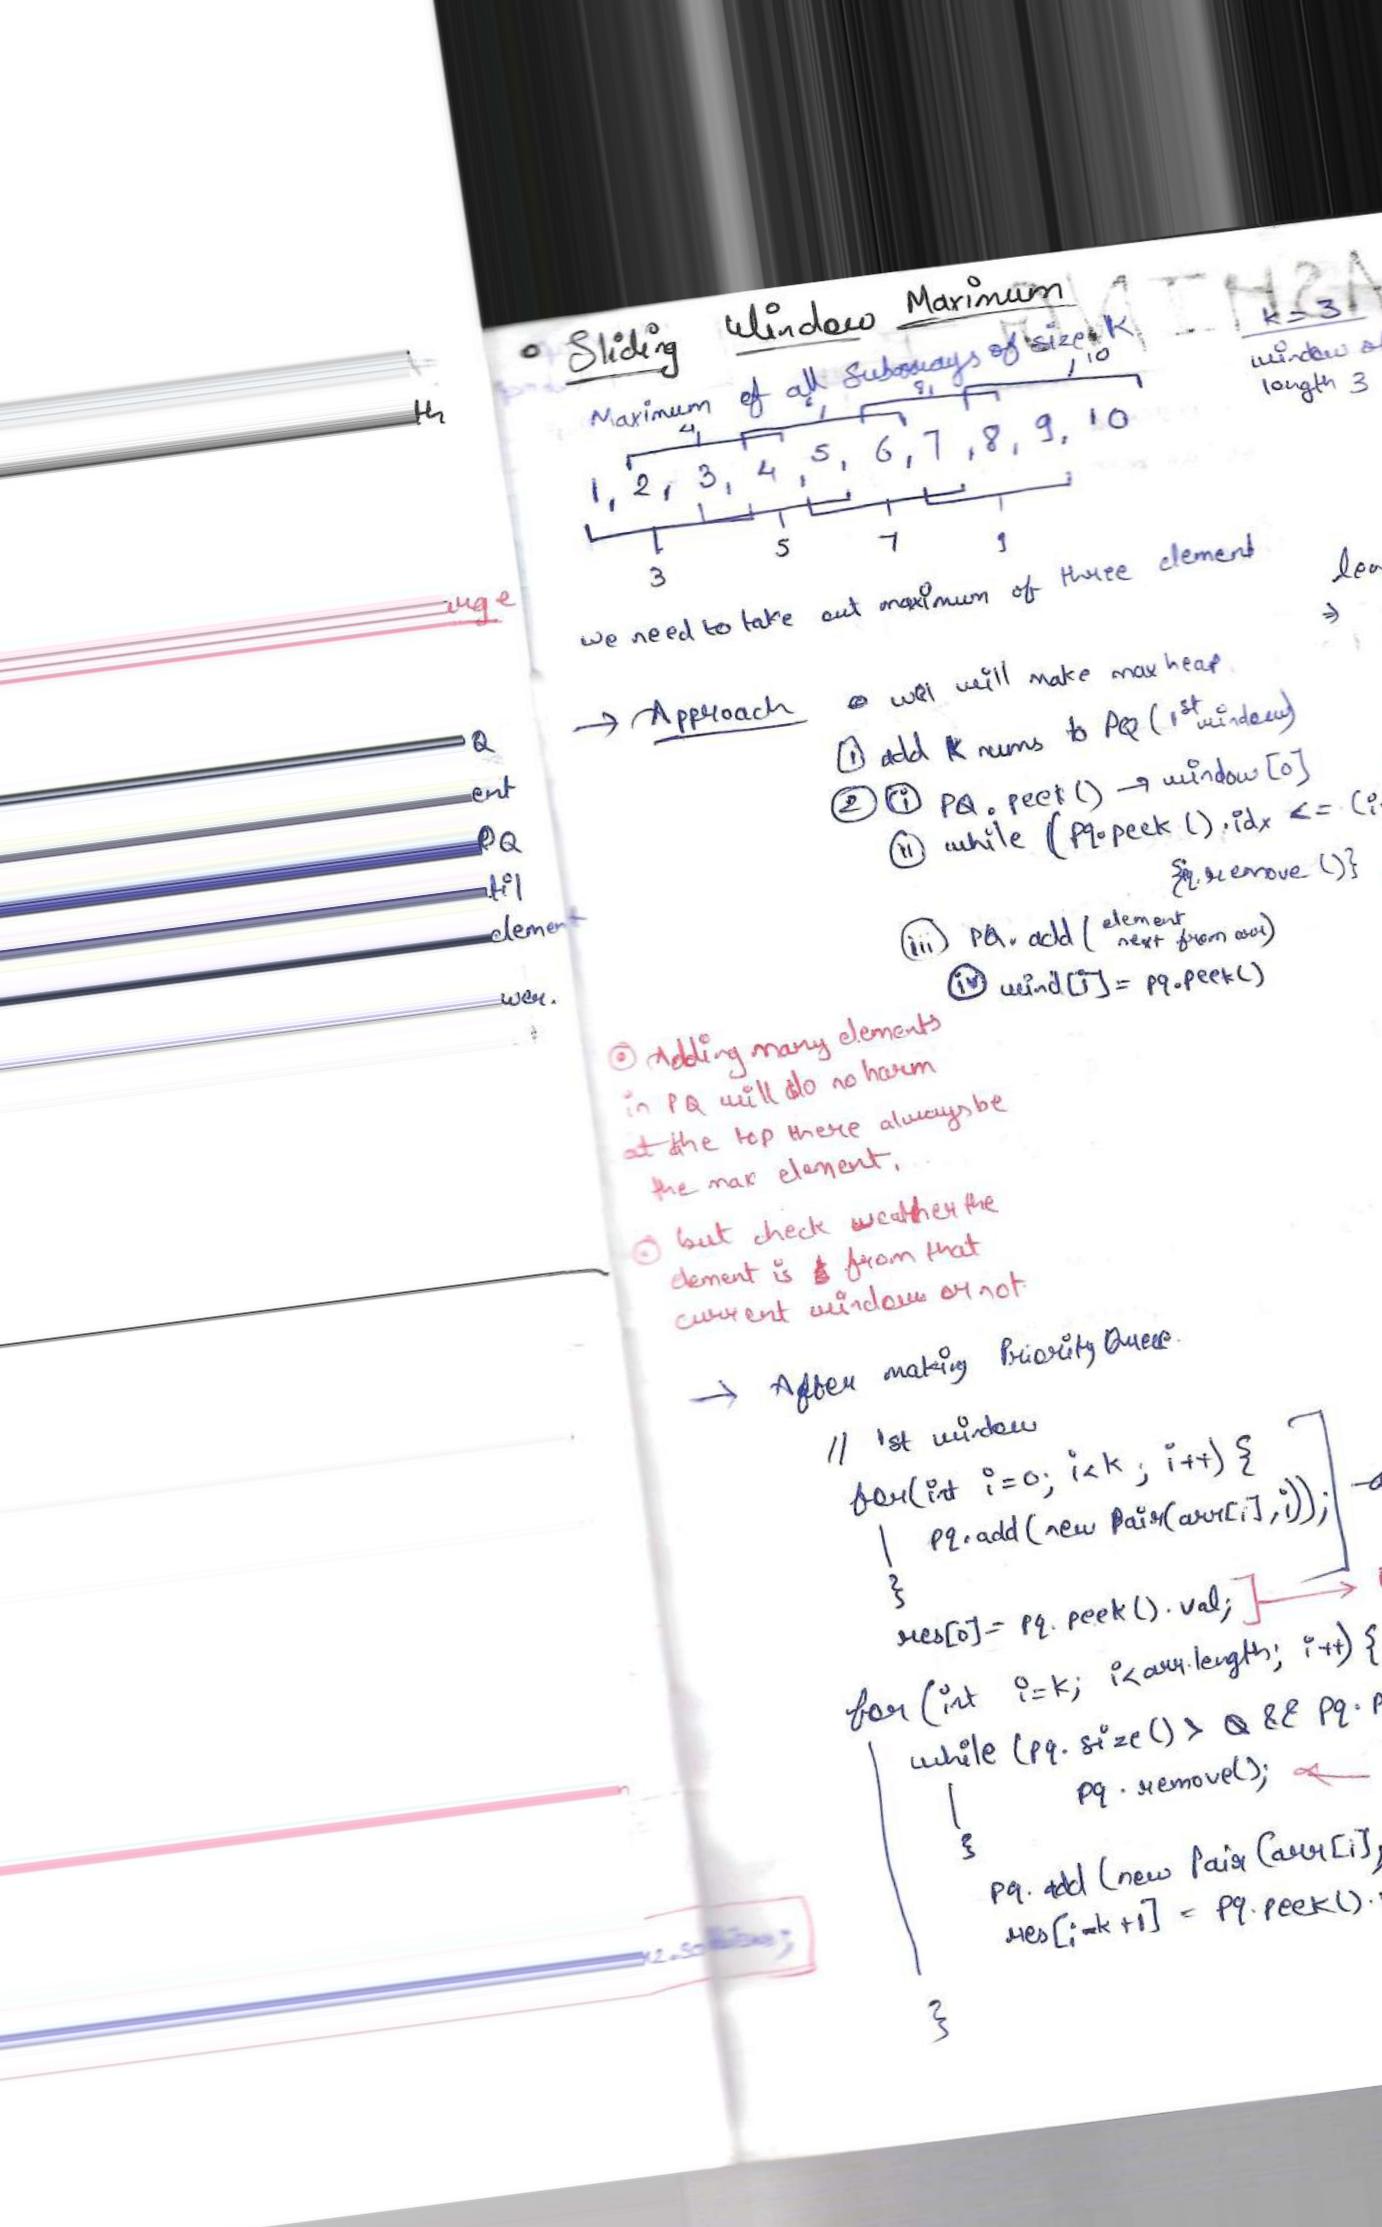 th
urge
Q
ent
PQ
til
element
wer.
• Sliding Window Maximum
Maximum of all Subarrays of size K
K = 3
window of
length 3
4 6 8 10
1, 2, 3, 4, 5, 6, 7, 8, 9, 10
3 5 7 9
we need to take out maximum of three element
→ Approach
we will make max heap.
① add K nums to PQ (1st window)
② (i) PQ. peek() → window[0]
(ii) while (pq.peek().idx <= (i-
{q.remove()}
(iii) PQ. add (element next from arr)
(iv) wind[i] = pq.peek()
Adding many elements
in PQ will do no harm
at the top there always be
the max element.
but check weather the
element is from that
current window or not.
→ After making Priority Queue.
// 1st window
for(int i=0; i<k; i++) {
pq.add(new Pair(arr[i],i));
}
res[0] = pq.peek().val;
for (int i=k; i<arr.length; i++) {
while (pq.size() > 0 && pq.p
pq.remove();
}
pq.add (new Pair (arr[i],
res[i-k+1] = pq.peek().
}